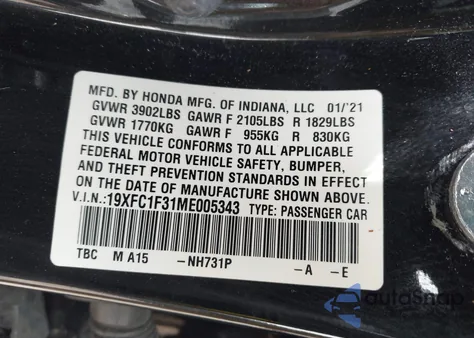 MFD. BY HONDA MFG. OF INDIANA, LLC 01/'21
GVWR 3902LBS GAWR F 2105LBS R 1829LBS
GVWR 1770KG GAWR F 955KG R 830KG
THIS VEHICLE CONFORMS TO ALL APPLICABLE
FEDERAL MOTOR VEHICLE SAFETY, BUMPER,
AND THEFT PREVENTION STANDARDS IN EFFECT
ON THE DATE OF MANUFACTURE SHOWN ABOVE.
V.I.N.:19XFC1F31ME005343 TYPE: PASSENGER CAR
TBC M A15 -NH731P -A -E
autoSnap